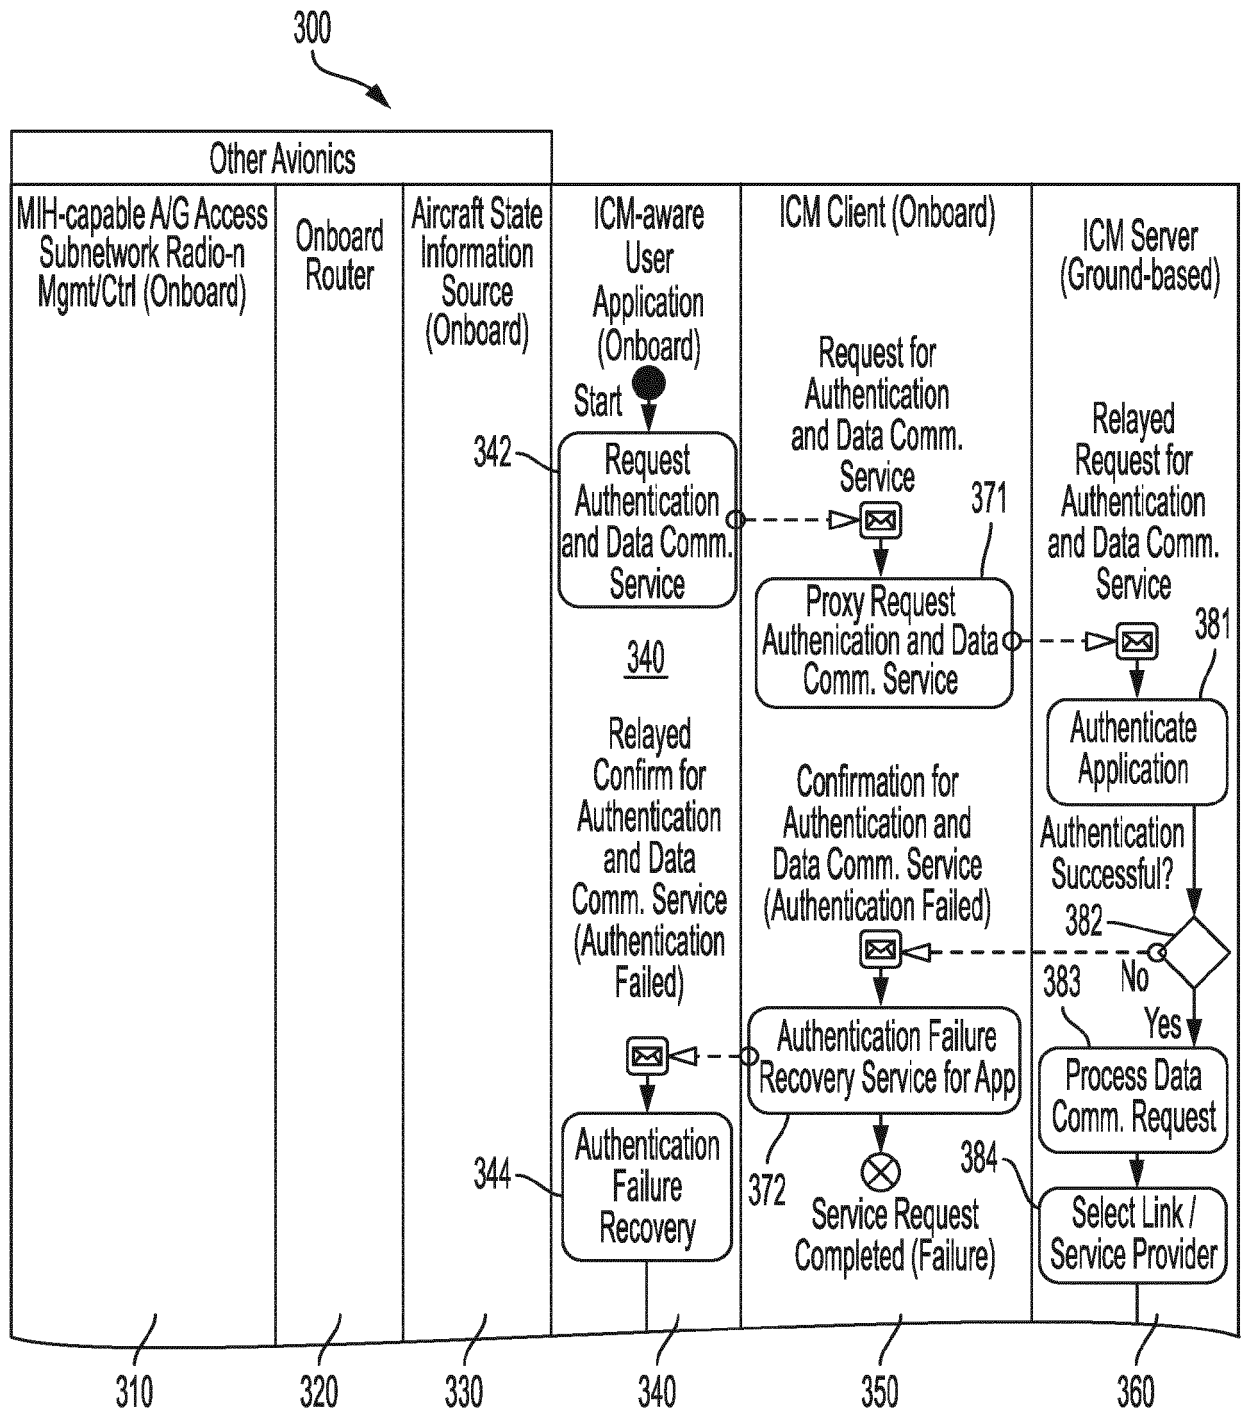 300
Other Avionics
MIH-capable A/G Access
Subnetwork Radio-n
Mgmt/Ctrl (Onboard)
Onboard
Router
Aircraft State
Information
Source
(Onboard)
ICM-aware
User
Application
(Onboard)
ICM Client (Onboard)
ICM Server
(Ground-based)
Start
342
Request
Authentication
and Data Comm.
Service
Request for
Authentication
and Data Comm.
Service
371
Proxy Request
Authenication and Data
Comm. Service
Relayed
Request for
Authentication
and Data Comm.
Service
381
Authenticate
Application
Authentication
Successful?
382
No
Yes
383
Process Data
Comm. Request
384
Select Link /
Service Provider
Confirmation for
Authentication and
Data Comm. Service
(Authentication Failed)
Authentication Failure
Recovery Service for App
372
Service Request
Completed (Failure)
340
Relayed
Confirm for
Authentication
and Data
Comm. Service
(Authentication
Failed)
344
Authentication
Failure
Recovery
310
320
330
340
350
360